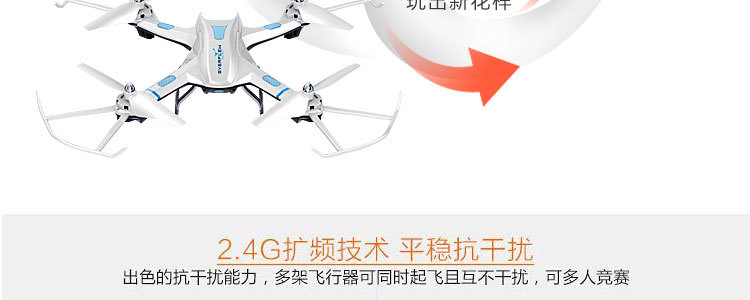 玩出新花样
2.4G扩频技术 平稳抗干扰
出色的抗干扰能力，多架飞行器可同时起飞且互不干扰，可多人竞赛